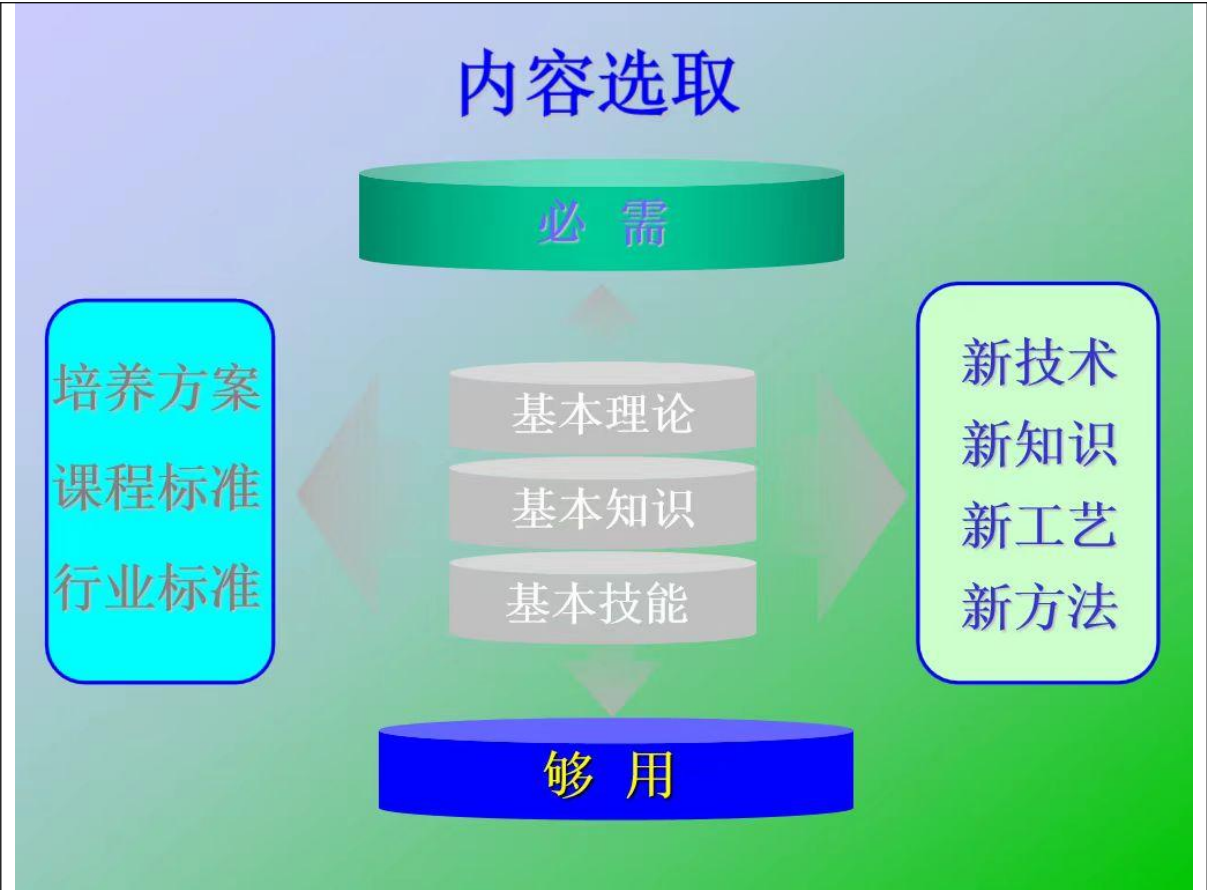 内容选取
必 需
培养方案
课程标准
行业标准
基本理论
基本知识
基本技能
新技术
新知识
新工艺
新方法
够 用